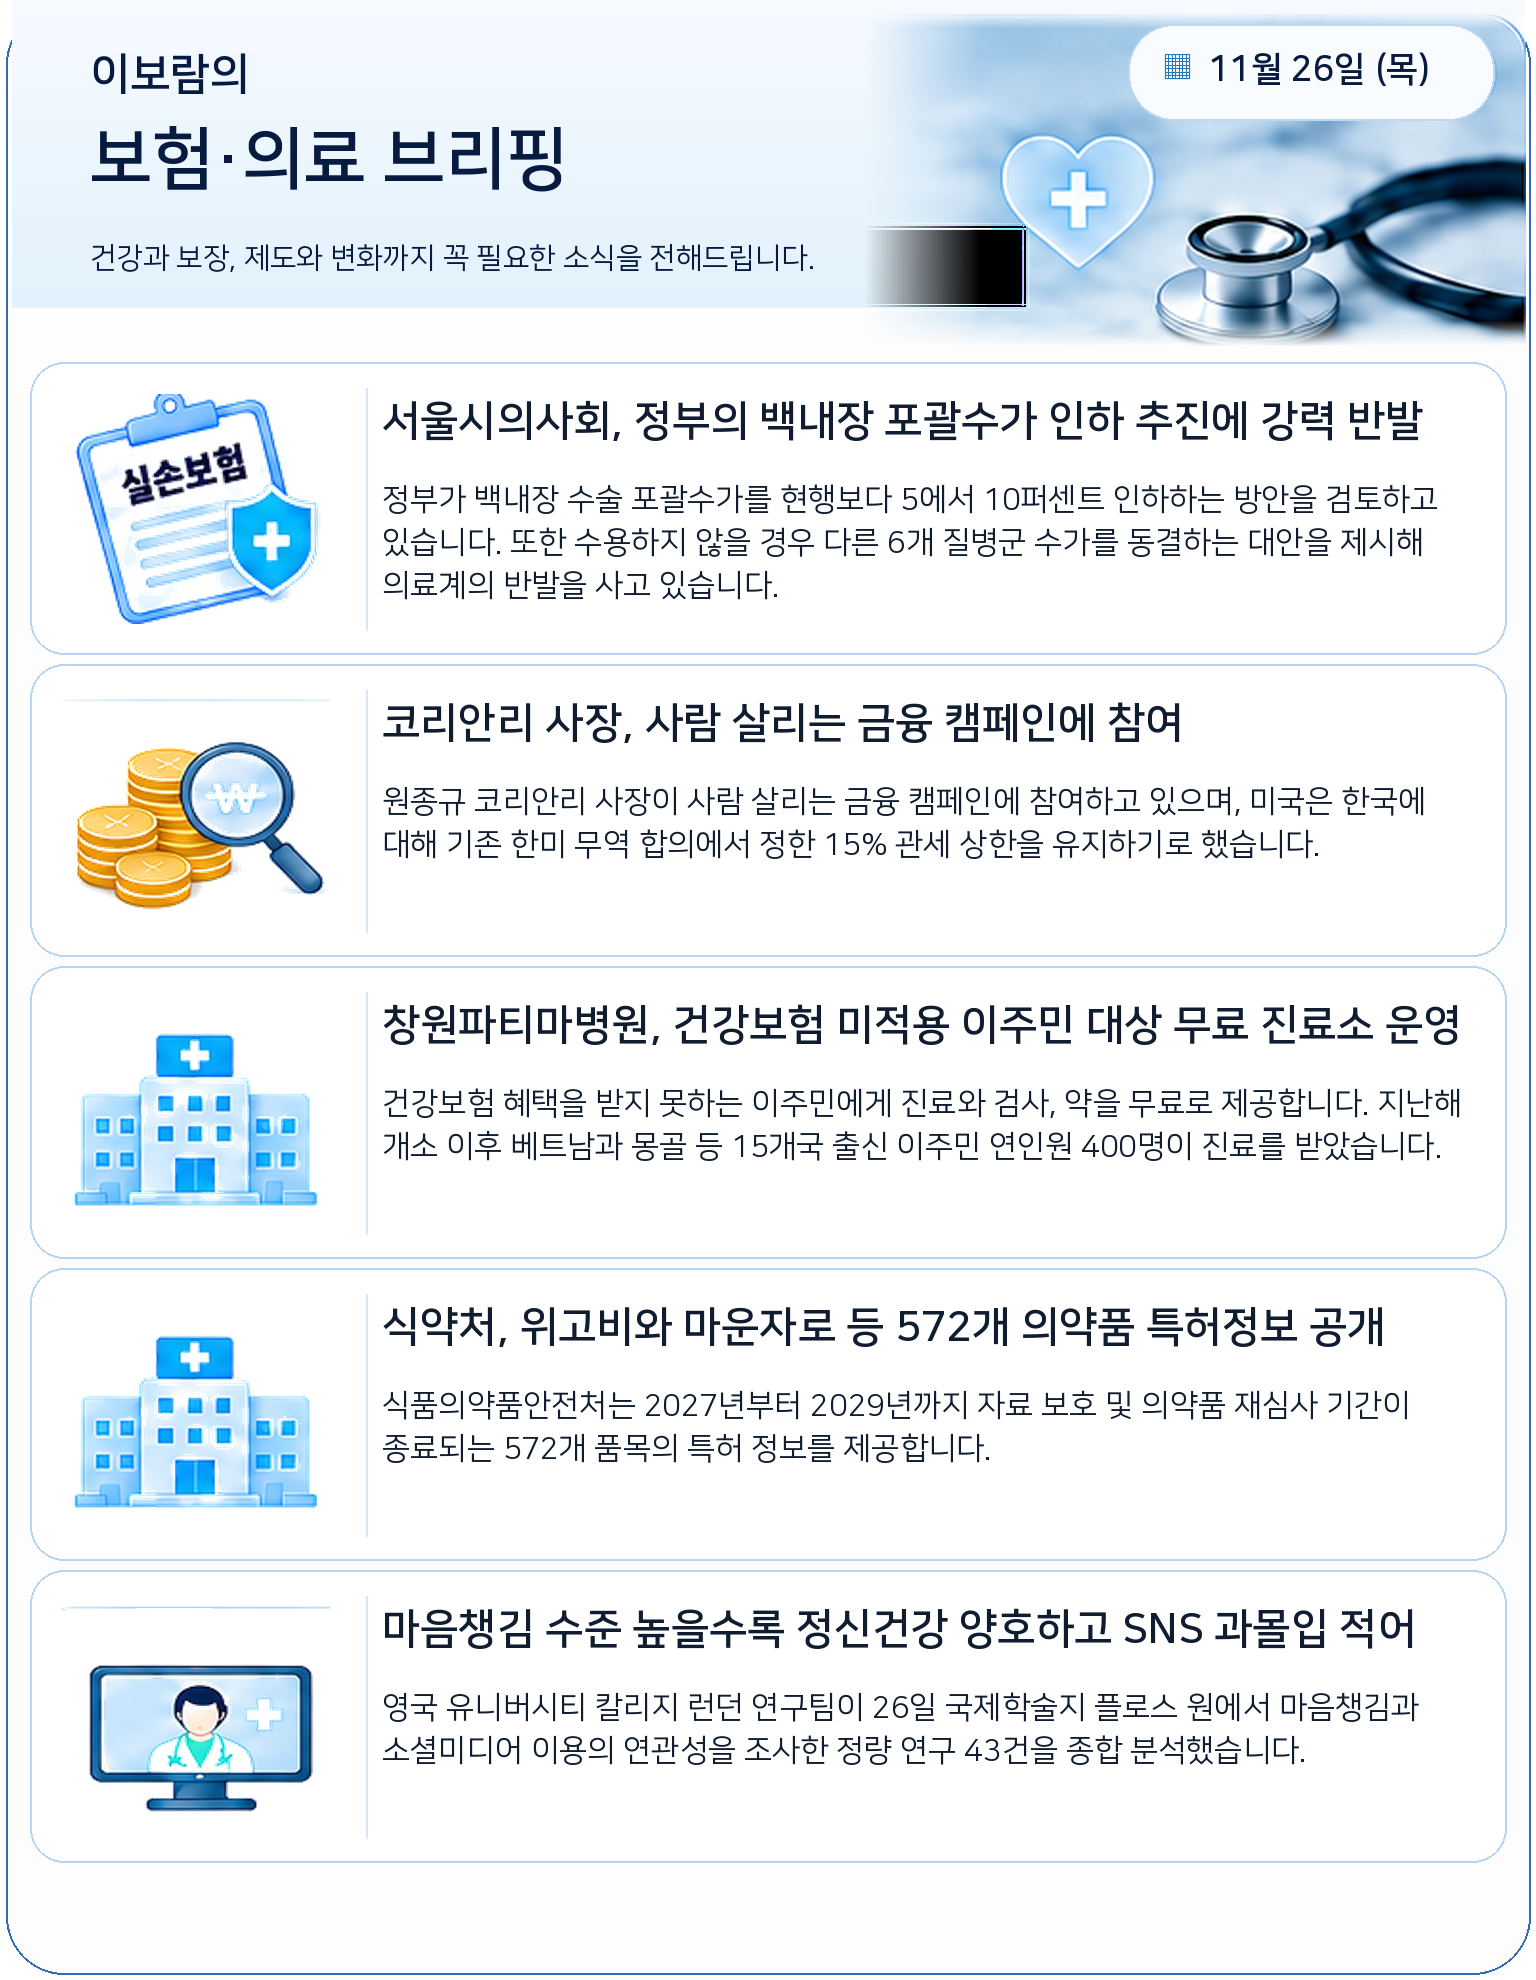 이보람의
보험·의료 브리핑
건강과 보장, 제도와 변화까지 꼭 필요한 소식을 전해드립니다.
11월 26일 (목)
실손보험
서울시의사회, 정부의 백내장 포괄수가 인하 추진에 강력 반발
정부가 백내장 수술 포괄수가를 현행보다 5에서 10퍼센트 인하하는 방안을 검토하고
있습니다. 또한 수용하지 않을 경우 다른 6개 질병군 수가를 동결하는 대안을 제시해
의료계의 반발을 사고 있습니다.
₩
코리안리 사장, 사람 살리는 금융 캠페인에 참여
원종규 코리안리 사장이 사람 살리는 금융 캠페인에 참여하고 있으며, 미국은 한국에
대해 기존 한미 무역 합의에서 정한 15% 관세 상한을 유지하기로 했습니다.
창원파티마병원, 건강보험 미적용 이주민 대상 무료 진료소 운영
건강보험 혜택을 받지 못하는 이주민에게 진료와 검사, 약을 무료로 제공합니다. 지난해
개소 이후 베트남과 몽골 등 15개국 출신 이주민 연인원 400명이 진료를 받았습니다.
식약처, 위고비와 마운자로 등 572개 의약품 특허정보 공개
식품의약품안전처는 2027년부터 2029년까지 자료 보호 및 의약품 재심사 기간이
종료되는 572개 품목의 특허 정보를 제공합니다.
마음챙김 수준 높을수록 정신건강 양호하고 SNS 과몰입 적어
영국 유니버시티 칼리지 런던 연구팀이 26일 국제학술지 플로스 원에서 마음챙김과
소셜미디어 이용의 연관성을 조사한 정량 연구 43건을 종합 분석했습니다.